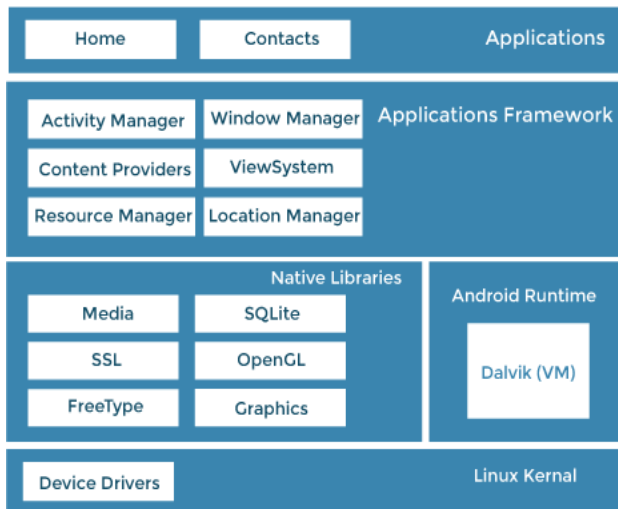 Home
Contacts
Applications
Activity Manager
Window Manager
Applications Framework
Content Providers
ViewSystem
Resource Manager
Location Manager
Native Libraries
Media
SQLite
SSL
OpenGL
FreeType
Graphics
Android Runtime
Dalvik (VM)
Device Drivers
Linux Kernal